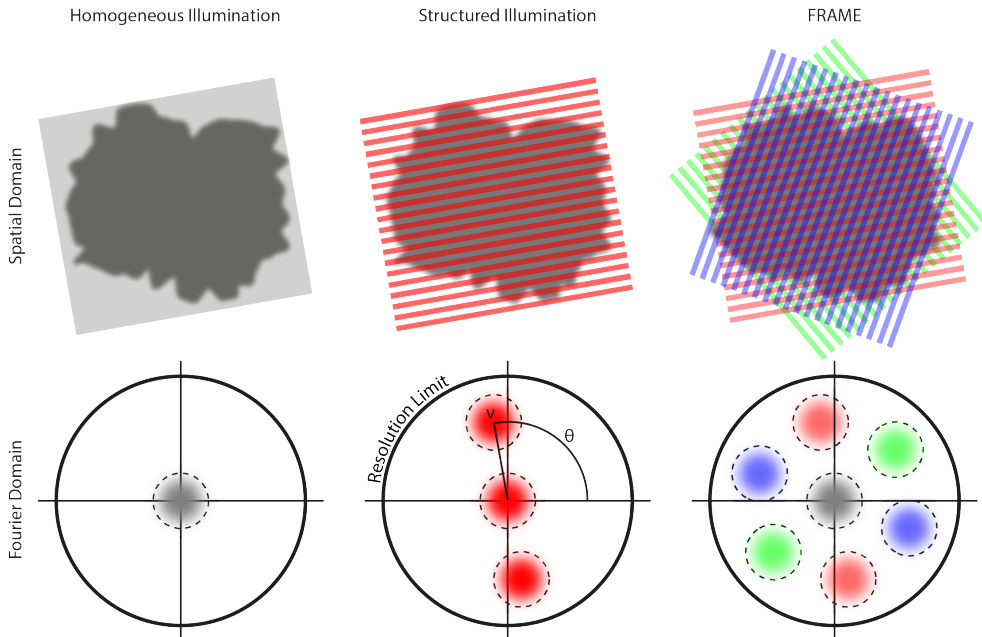 Homogeneous Illumination
Structured Illumination
FRAME
Spatial Domain
Fourier Domain
Resolution Limit
v
θ